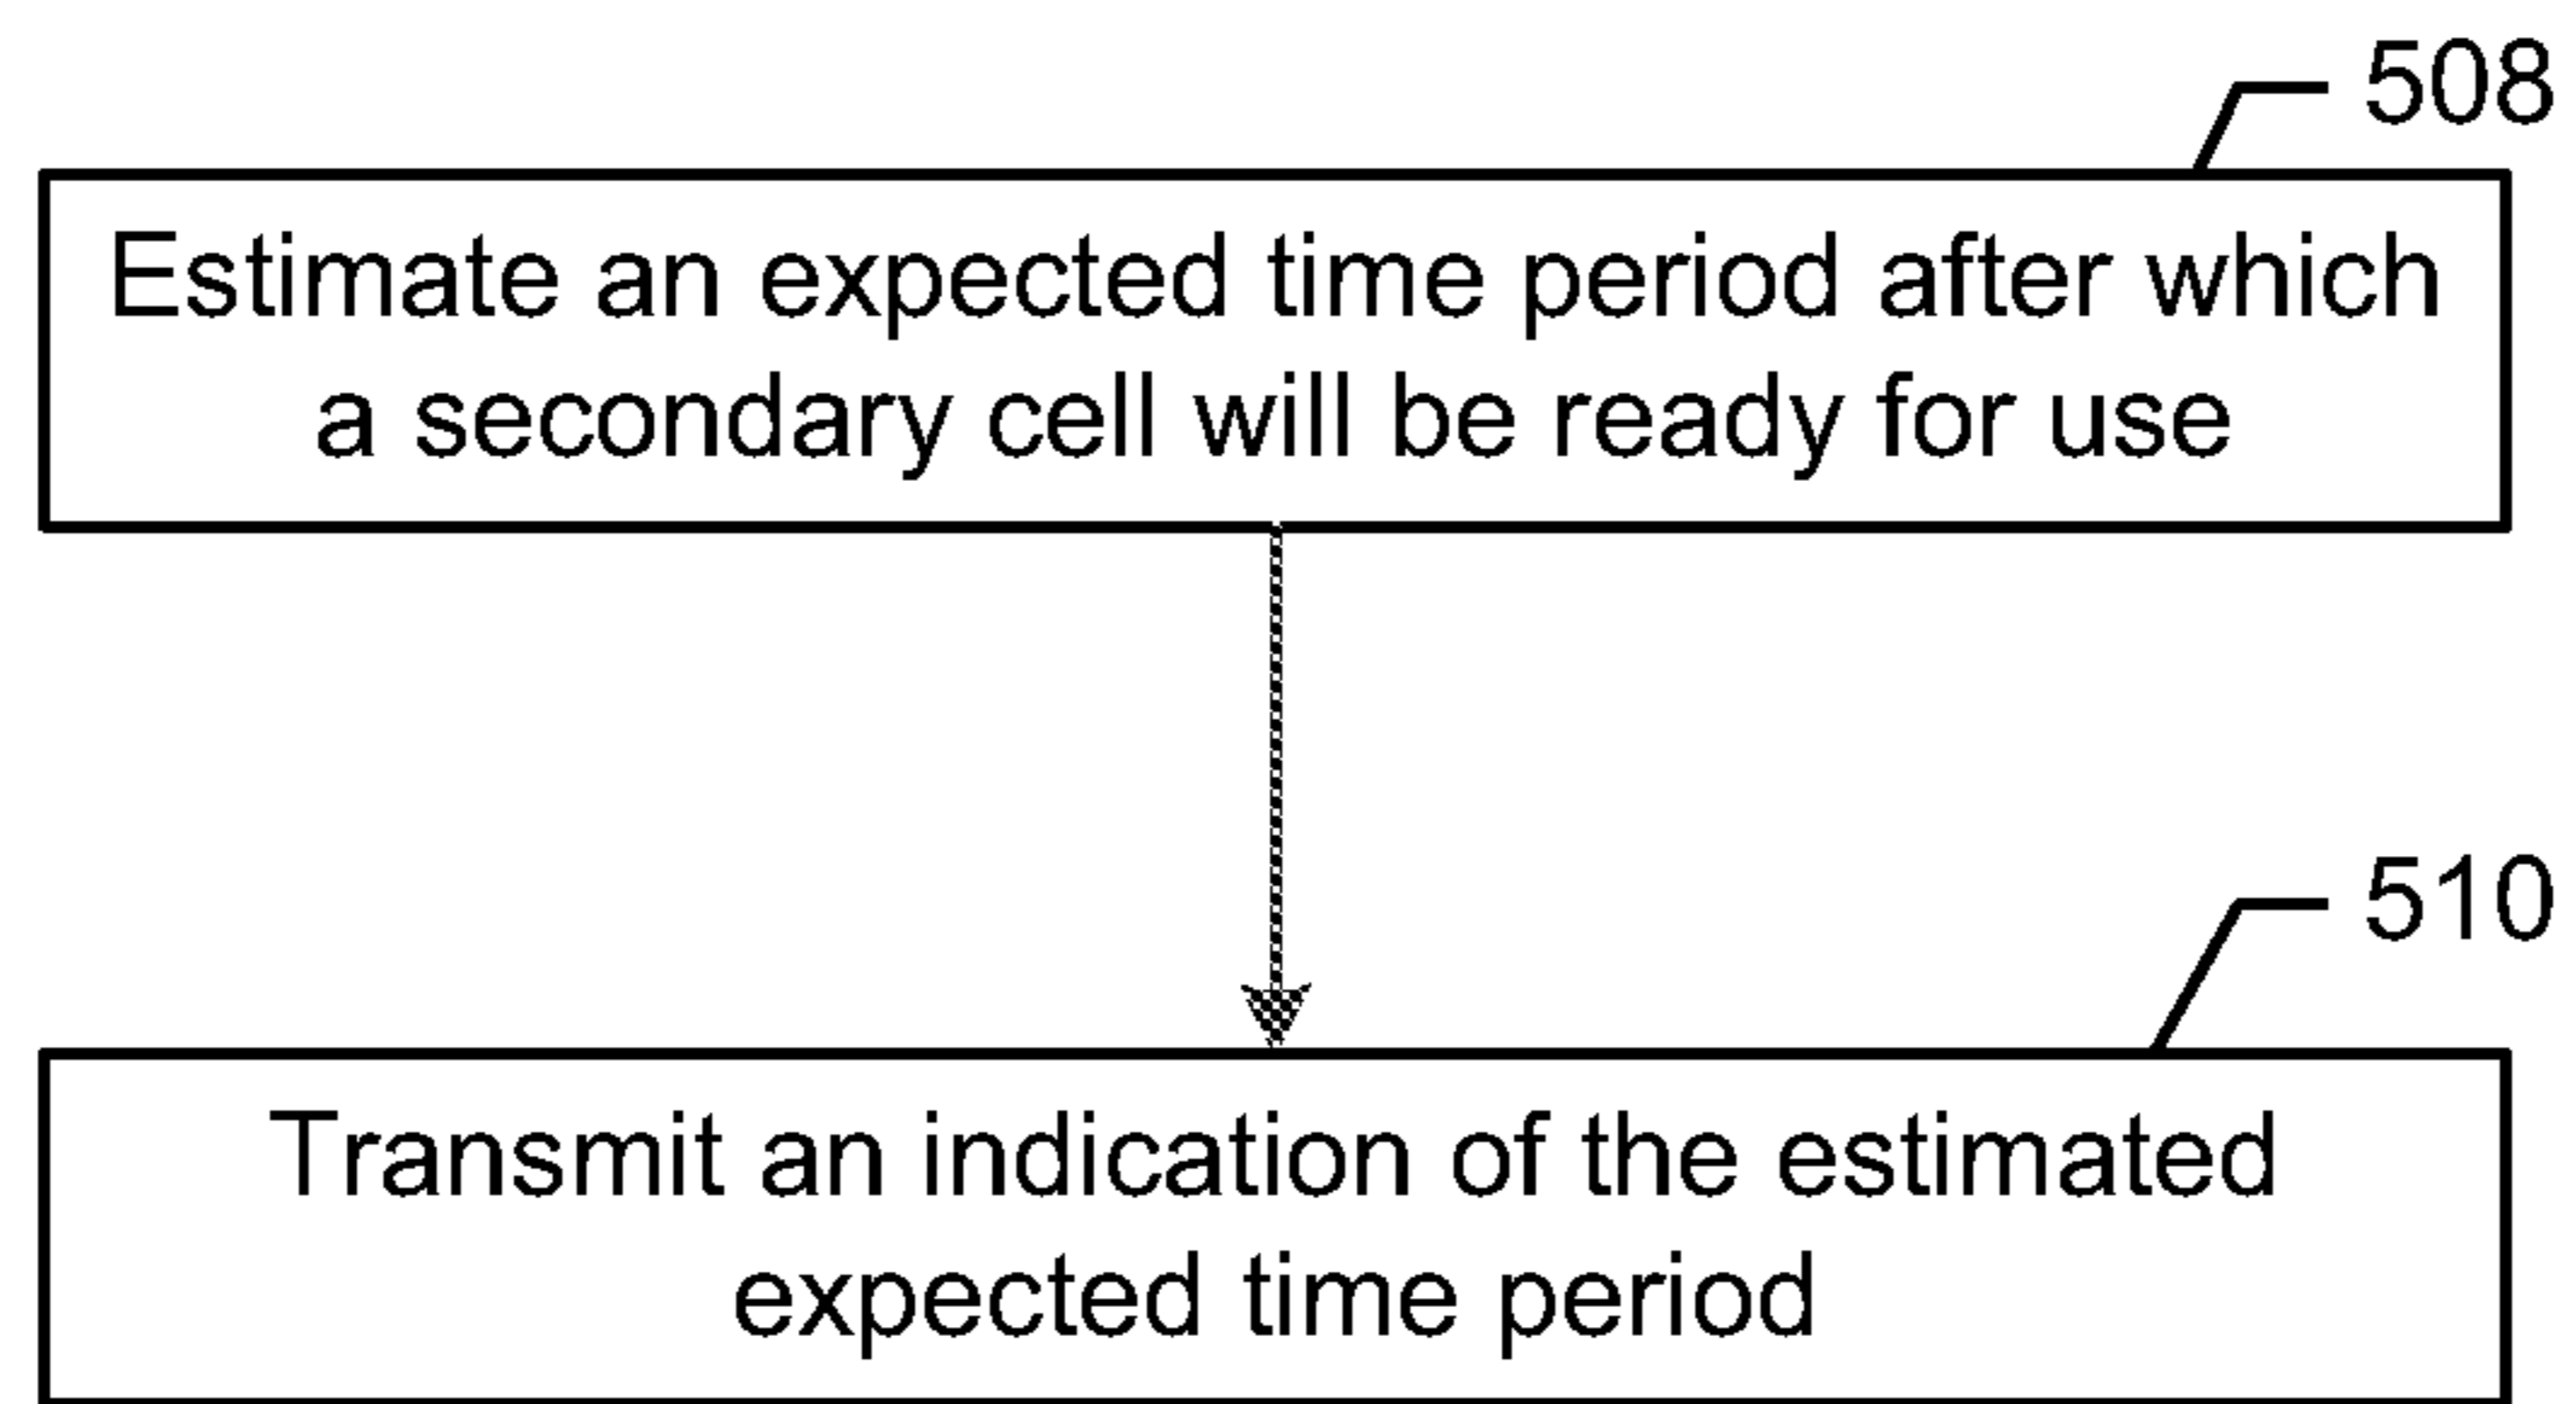 508
Estimate an expected time period after which
a secondary cell will be ready for use
510
Transmit an indication of the estimated
expected time period